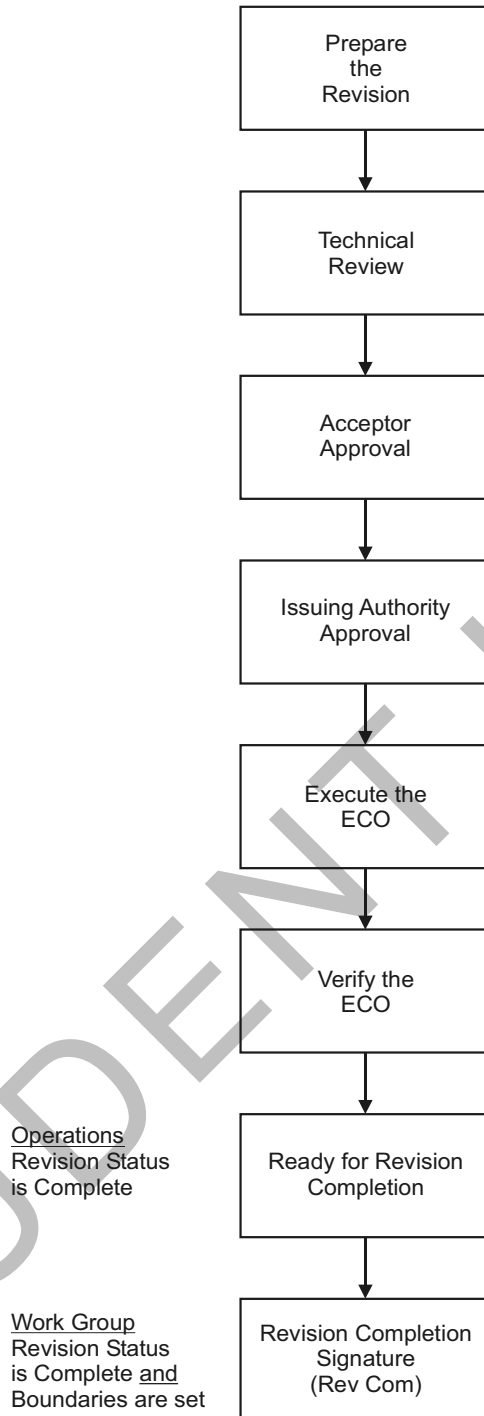 Prepare
the
Revision
Technical
Review
Acceptor
Approval
Issuing Authority
Approval
Execute the
ECO
Verify the
ECO
Operations
Revision Status
is Complete
Ready for Revision
Completion
Work Group
Revision Status
is Complete and
Boundaries are set
Revision Completion
Signature
(Rev Com)
UDENT